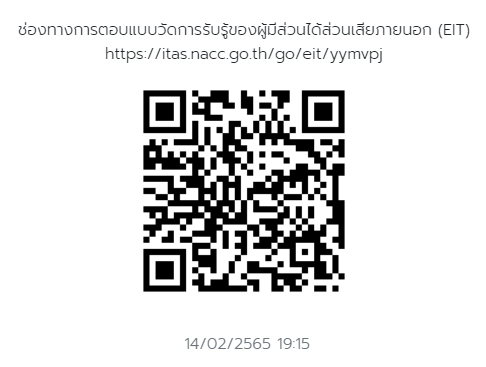 ช่องทางการตอบแบบวัดการรับรู้ของผู้มีส่วนได้ส่วนเสียภายนอก (EIT)
https://itas.nacc.go.th/go/eit/yymvpj
14/02/2565 19:15